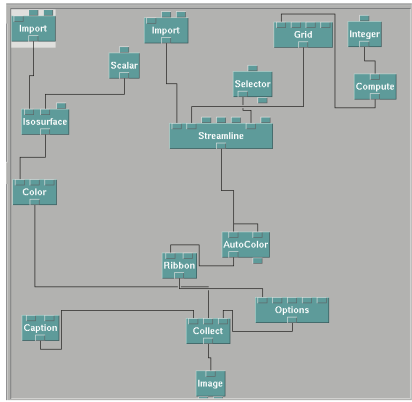 Import
Import
Grid
Integer
Scalar
Selector
Compute
Isosurface
Streamline
Color
AutoColor
Ribbon
Options
Caption
Collect
Image